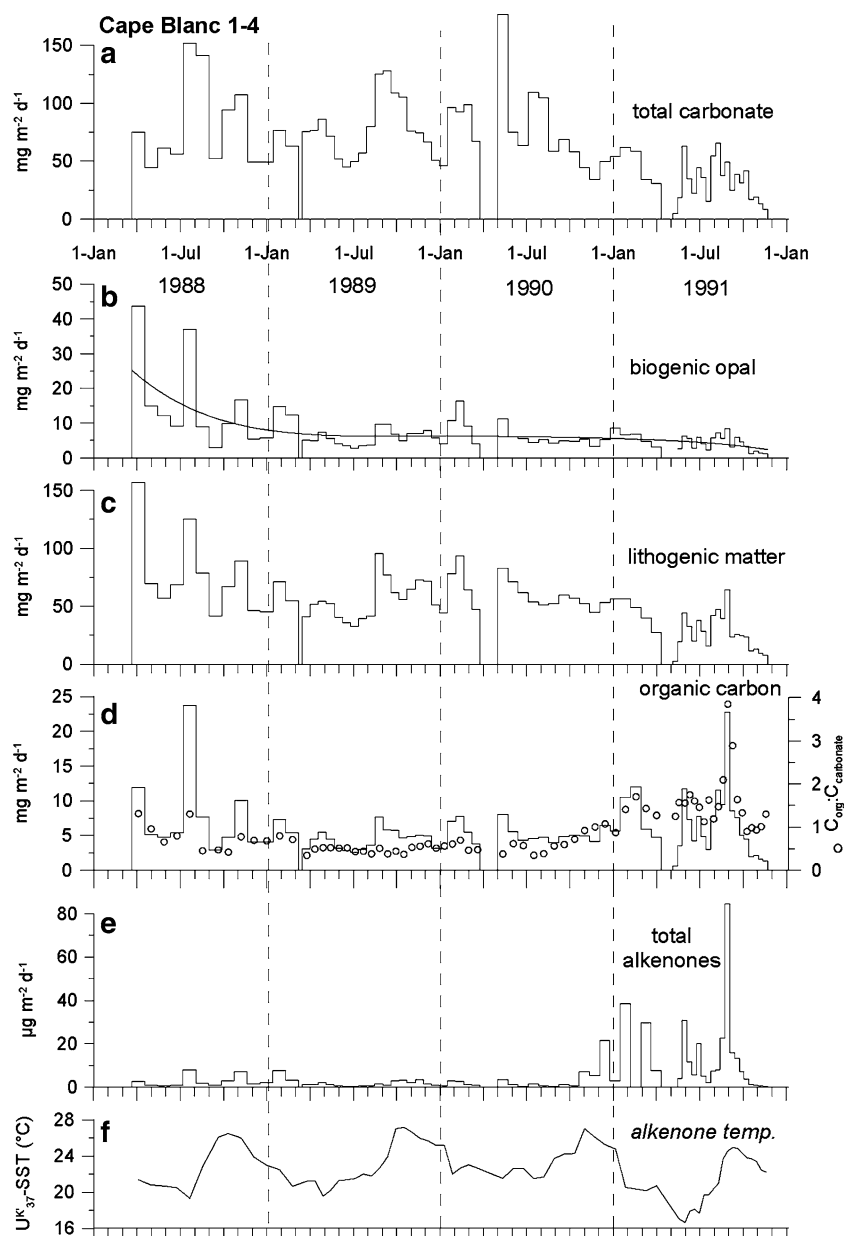 Cape Blanc 1-4
a
150
100
50
0
mg m-2 d-1
total carbonate
1-Jan 1-Jul 1-Jan 1-Jul 1-Jan 1-Jul 1-Jan 1-Jul 1-Jan
1988 1989 1990 1991
b
50
40
30
20
10
0
mg m-2 d-1
biogenic opal
c
150
100
50
0
mg m-2 d-1
lithogenic matter
d
25
20
15
10
5
0
mg m-2 d-1
organic carbon
4
3
2
1
0
O Corg:Ccarbonate
e
80
60
40
20
0
µg m-2 d-1
total
alkenones
f
28
24
20
16
UK'37-SST (°C)
alkenone temp.